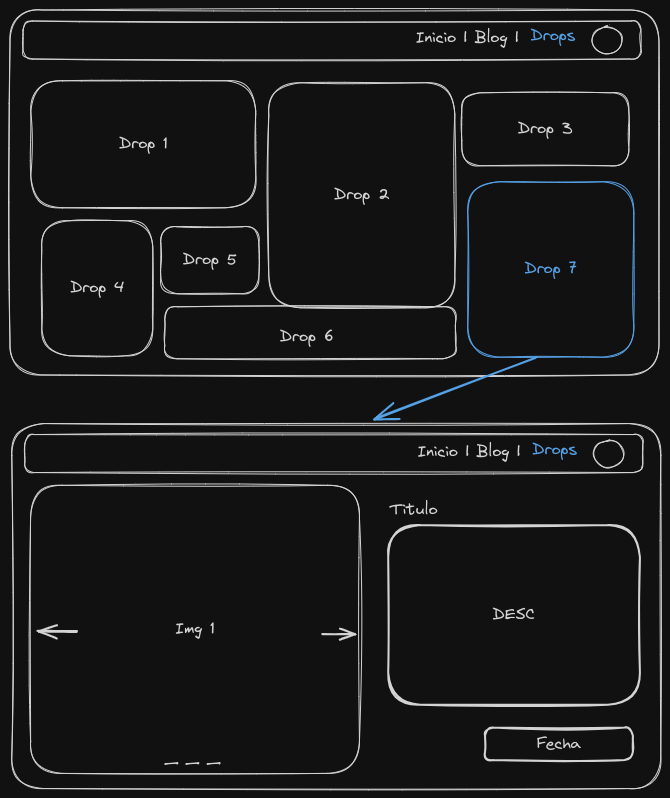 Inicio | Blog | Drops
Drop 1
Drop 2
Drop 3
Drop 4
Drop 5
Drop 6
Drop 7
Inicio | Blog | Drops
Img 1
Titulo
DESC
Fecha